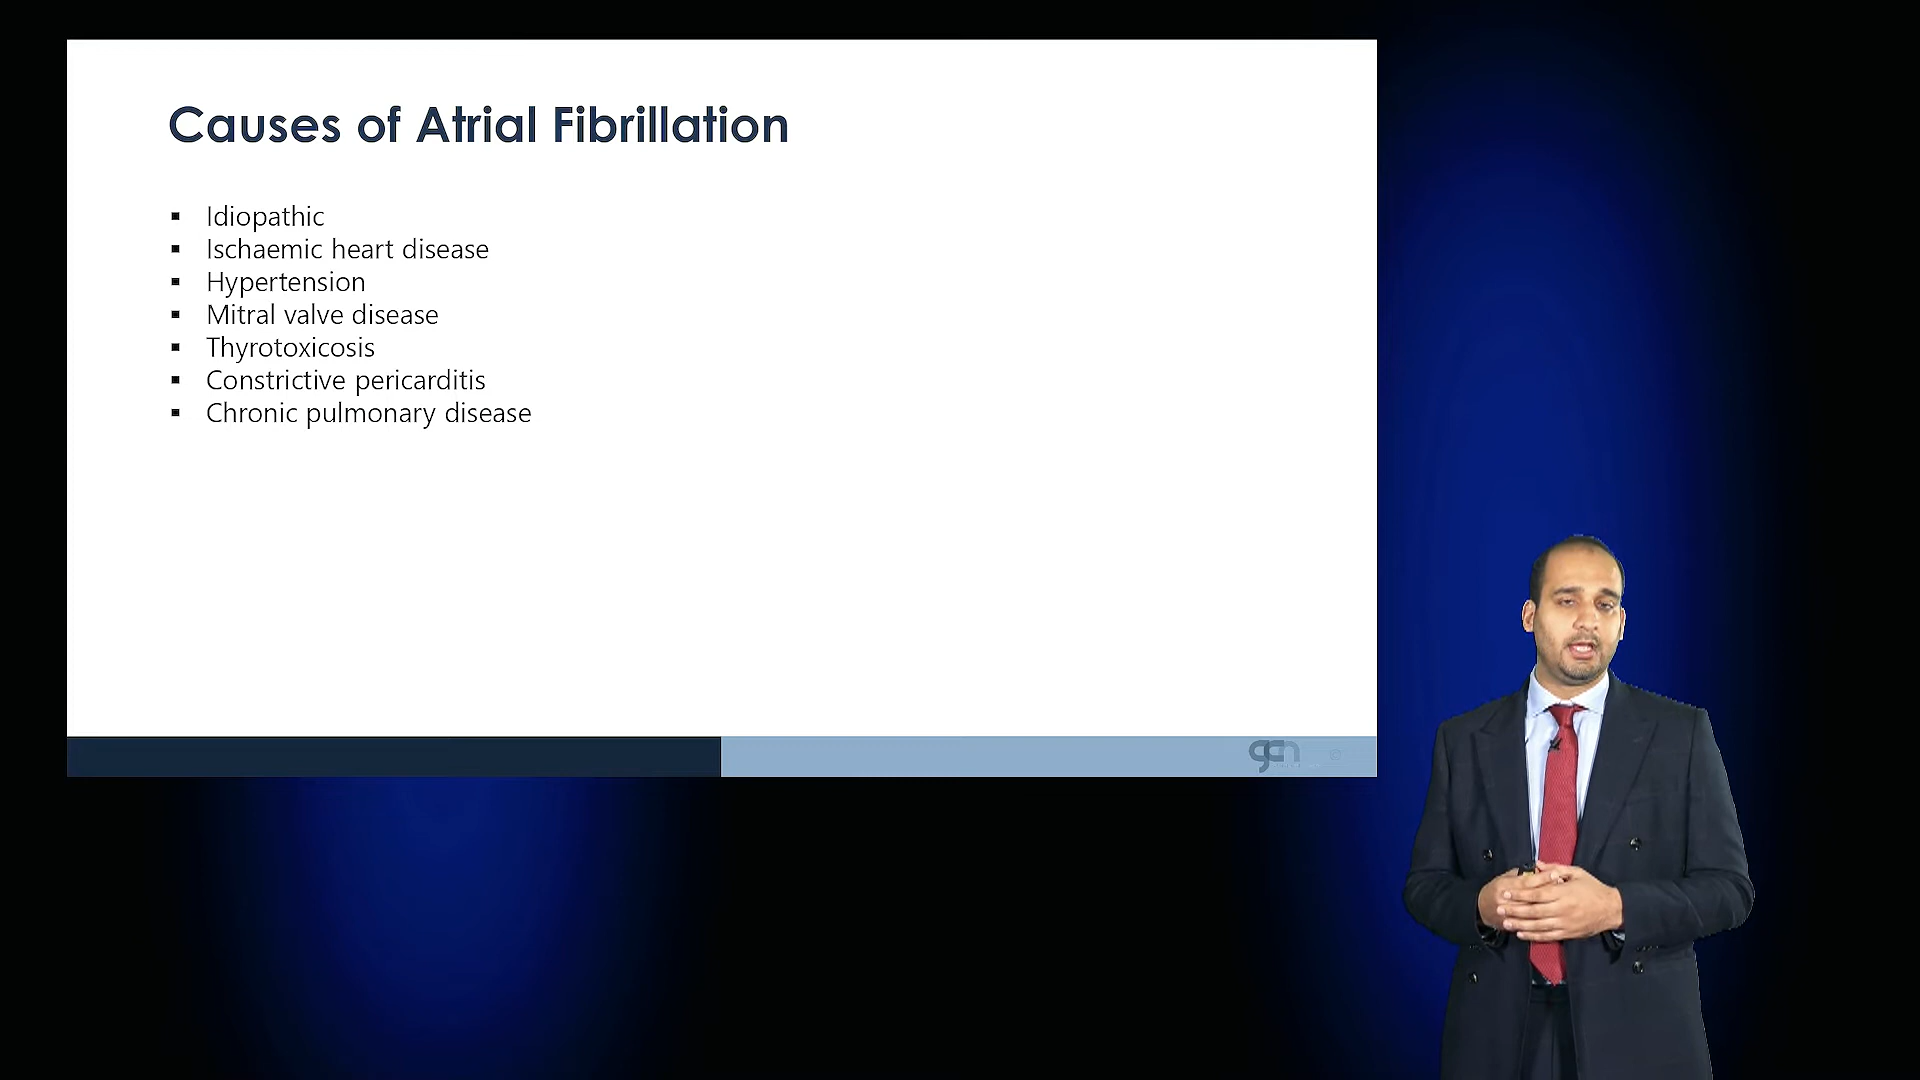 Causes of Atrial Fibrillation
▪ Idiopathic
▪ Ischaemic heart disease
▪ Hypertension
▪ Mitral valve disease
▪ Thyrotoxicosis
▪ Constrictive pericarditis
▪ Chronic pulmonary disease